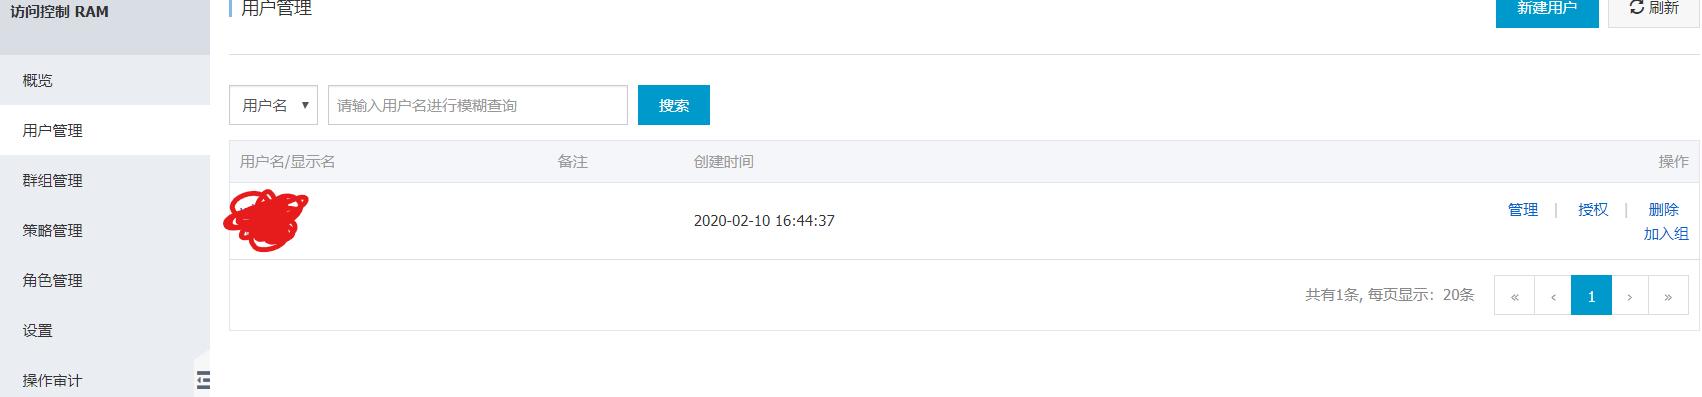 访问控制 RAM
用户管理
新建用户
刷新
概览
用户管理
群组管理
策略管理
角色管理
设置
操作审计
用户名
请输入用户名进行模糊查询
搜索
用户名/显示名 备注 创建时间 操作
2020-02-10 16:44:37 管理 | 授权 | 删除
加入组
共有1条, 每页显示：20条 « ‹ 1 › »